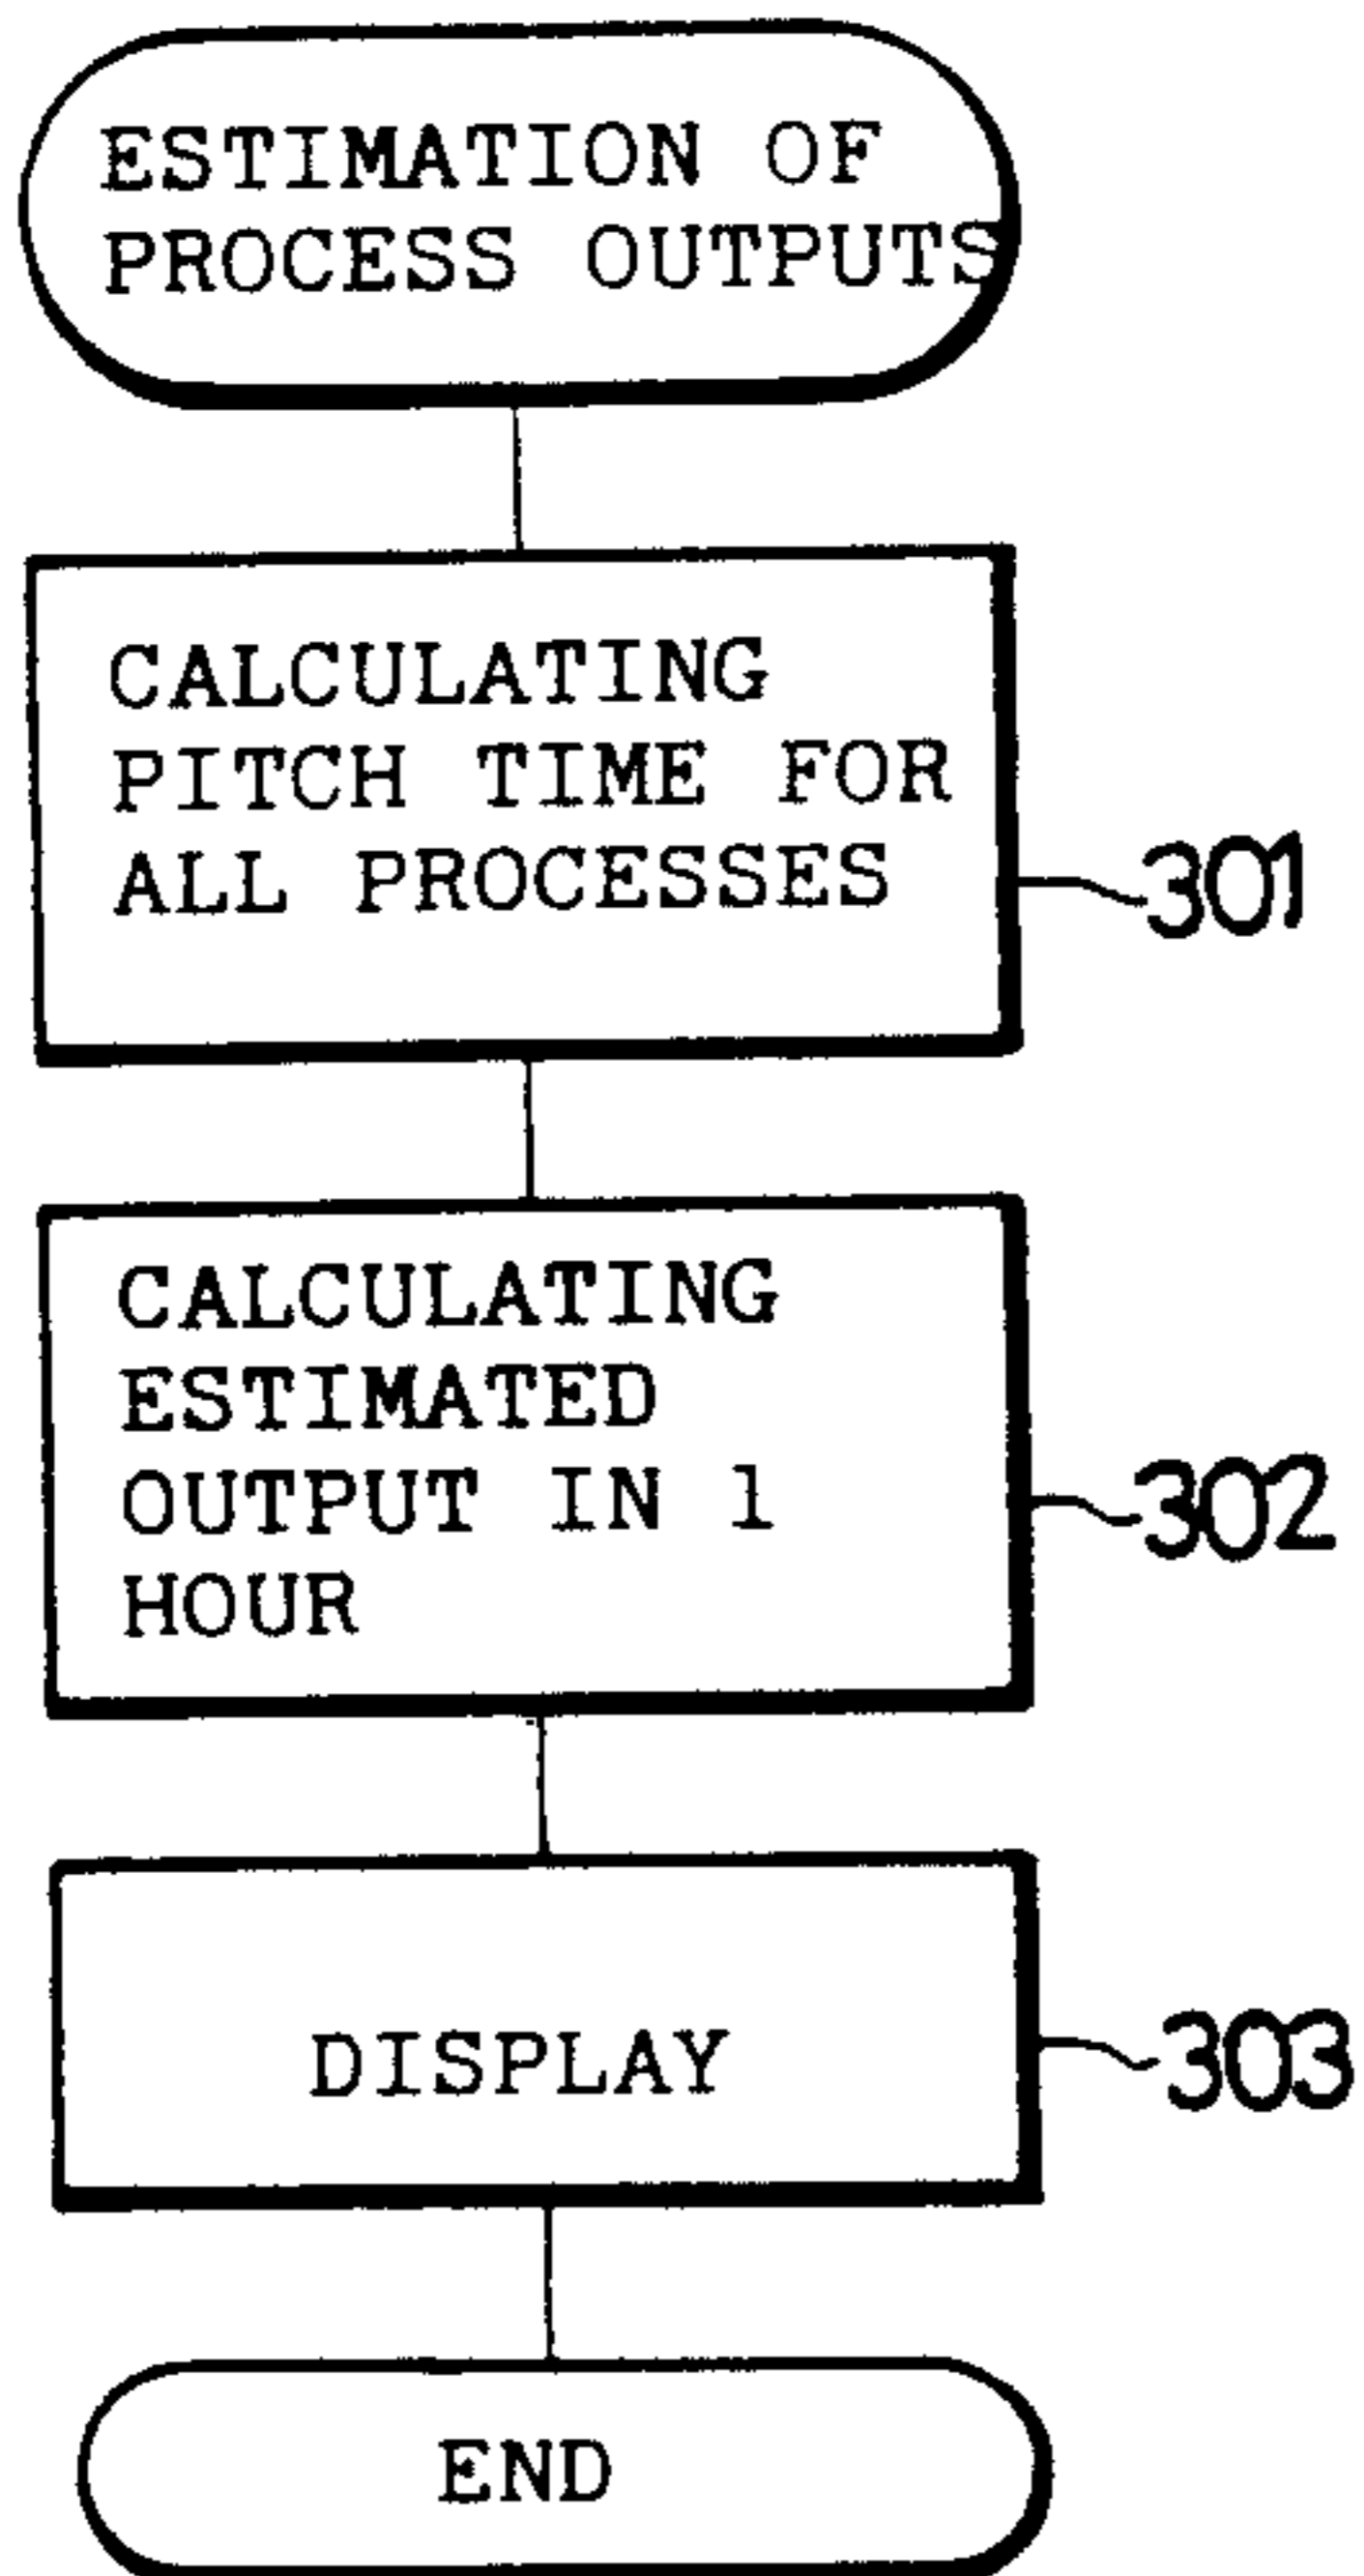 ESTIMATION OF
PROCESS OUTPUTS
CALCULATING
PITCH TIME FOR
ALL PROCESSES
301
CALCULATING
ESTIMATED
OUTPUT IN 1
HOUR
302
DISPLAY
303
END